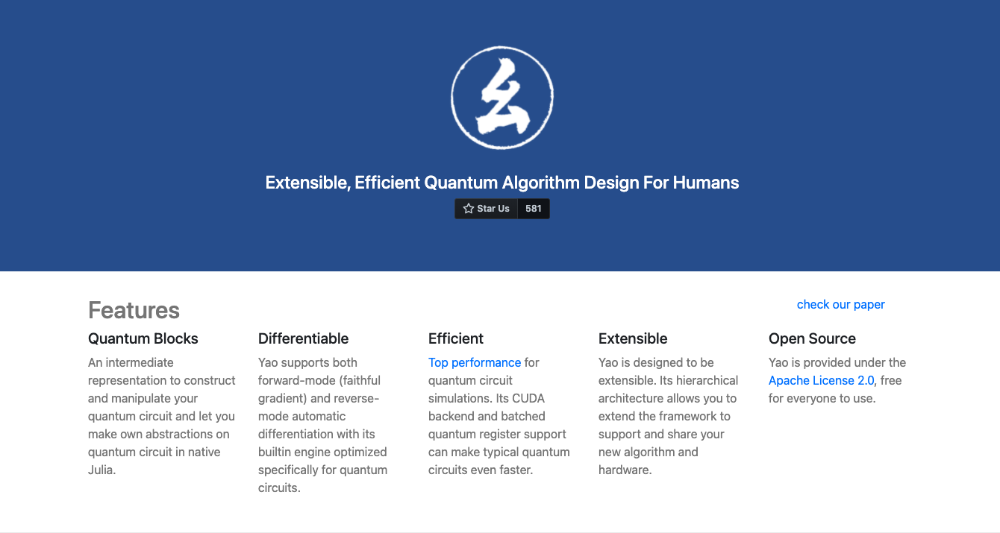 幺
Extensible, Efficient Quantum Algorithm Design For Humans
Star Us 581
Features
check our paper
Quantum Blocks
An intermediate
representation to construct
and manipulate your
quantum circuit and let you
make own abstractions on
quantum circuit in native
Julia.
Differentiable
Yao supports both
forward-mode (faithful
gradient) and reverse-
mode automatic
differentiation with its
builtin engine optimized
specifically for quantum
circuits.
Efficient
Top performance for
quantum circuit
simulations. Its CUDA
backend and batched
quantum register support
can make typical quantum
circuits even faster.
Extensible
Yao is designed to be
extensible. Its hierarchical
architecture allows you to
extend the framework to
support and share your
new algorithm and
hardware.
Open Source
Yao is provided under the
Apache License 2.0, free
for everyone to use.